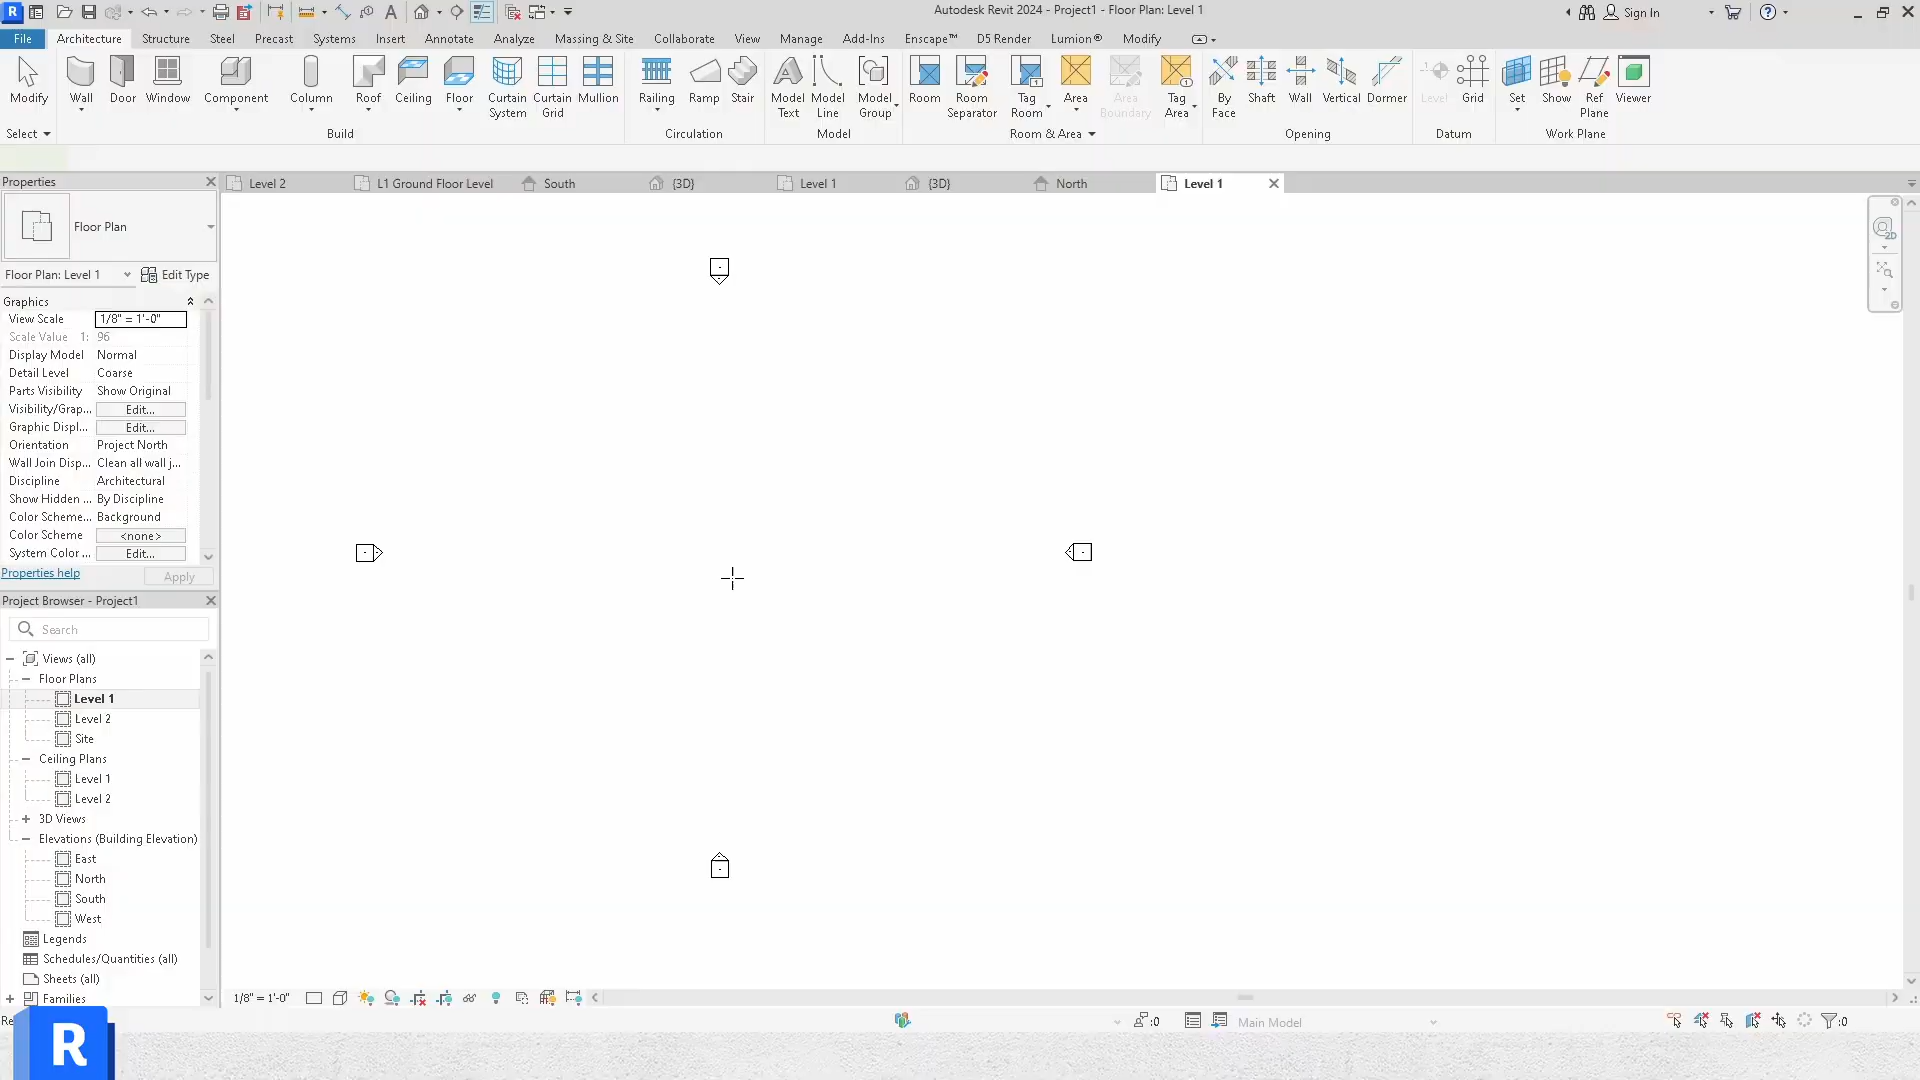 Autodesk Revit 2024 - Project1 - Floor Plan: Level 1
Sign In
File Architecture Structure Steel Precast Systems Insert Annotate Analyze Massing & Site Collaborate View Manage Add-Ins Enscape™ D5 Render Lumion® Modify
Modify Wall Door Window Component Column Roof Ceiling Floor Curtain System Curtain Grid Mullion Railing Ramp Stair Model Text Model Line Model Group Room Room Separator Tag Room Area Area Boundary Tag Area By Face Shaft Wall Vertical Dormer Level Grid Set Show Ref Plane Viewer
Select Build Circulation Model Room & Area Opening Datum Work Plane
Properties
Level 2 L1 Ground Floor Level South {3D} Level 1 {3D} North Level 1
Floor Plan
Floor Plan: Level 1 Edit Type
Graphics
View Scale 1/8" = 1'-0"
Scale Value 1: 96
Display Model Normal
Detail Level Coarse
Parts Visibility Show Original
Visibility/Grap... Edit...
Graphic Displ... Edit...
Orientation Project North
Wall Join Disp... Clean all wall j...
Discipline Architectural
Show Hidden ... By Discipline
Color Scheme... Background
Color Scheme <none>
System Color ... Edit...
Properties help Apply
Project Browser - Project1
Search
Views (all)
Floor Plans
Level 1
Level 2
Site
Ceiling Plans
Level 1
Level 2
3D Views
Elevations (Building Elevation)
East
North
South
West
Legends
Schedules/Quantities (all)
Sheets (all)
Families
1/8" = 1'-0"
Re
:0
Main Model
:0
R
2D